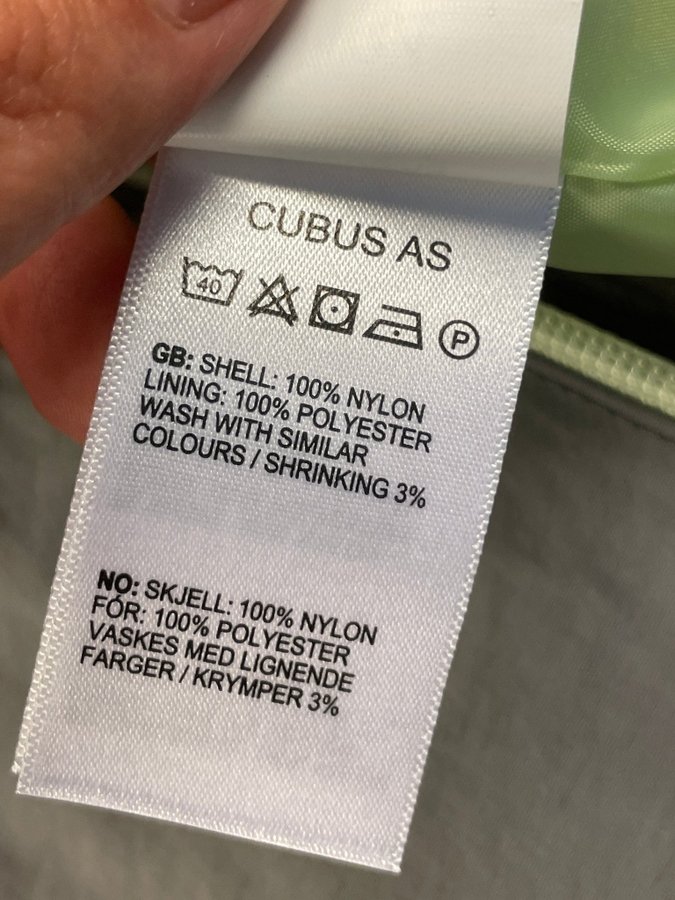 CUBUS AS
40 P
GB: SHELL: 100% NYLON
LINING: 100% POLYESTER
WASH WITH SIMILAR
COLOURS / SHRINKING 3%
NO: SKJELL: 100% NYLON
FÓR: 100% POLYESTER
VASKES MED LIGNENDE
FARGER / KRYMPER 3%